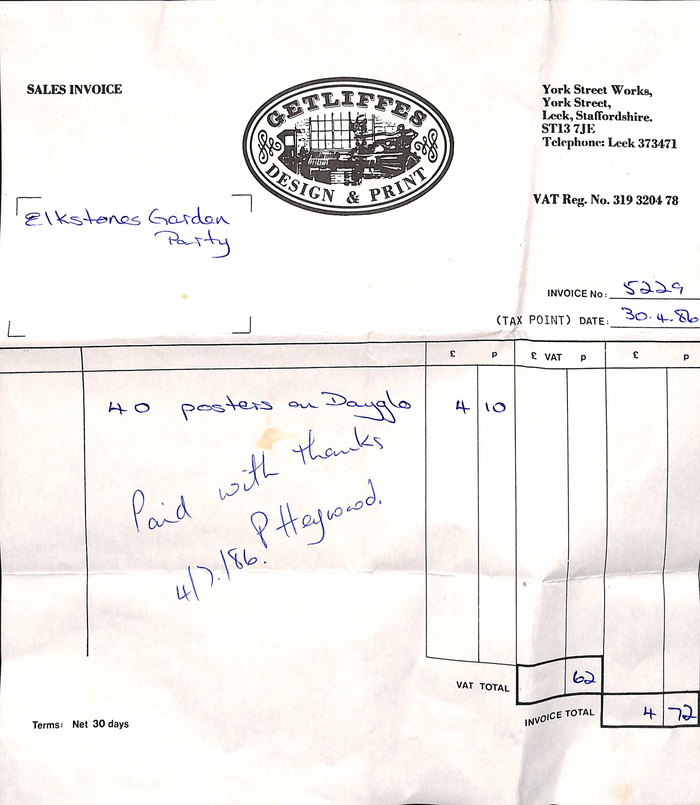 SALES INVOICE
GETLIFFES
DESIGN & PRINT
York Street Works,
York Street,
Leek, Staffordshire.
ST13 7JE
Telephone: Leek 373471
VAT Reg. No. 319 3204 78
Elkstones Garden
Party
INVOICE No: 5229
(TAX POINT) DATE: 30.4.86
£ p £ VAT p £ p
40 posters on Dayglo 4 10
Paid with thanks
P Heywood.
4/7/86.
VAT TOTAL 62
INVOICE TOTAL 4 72
Terms: Net 30 days